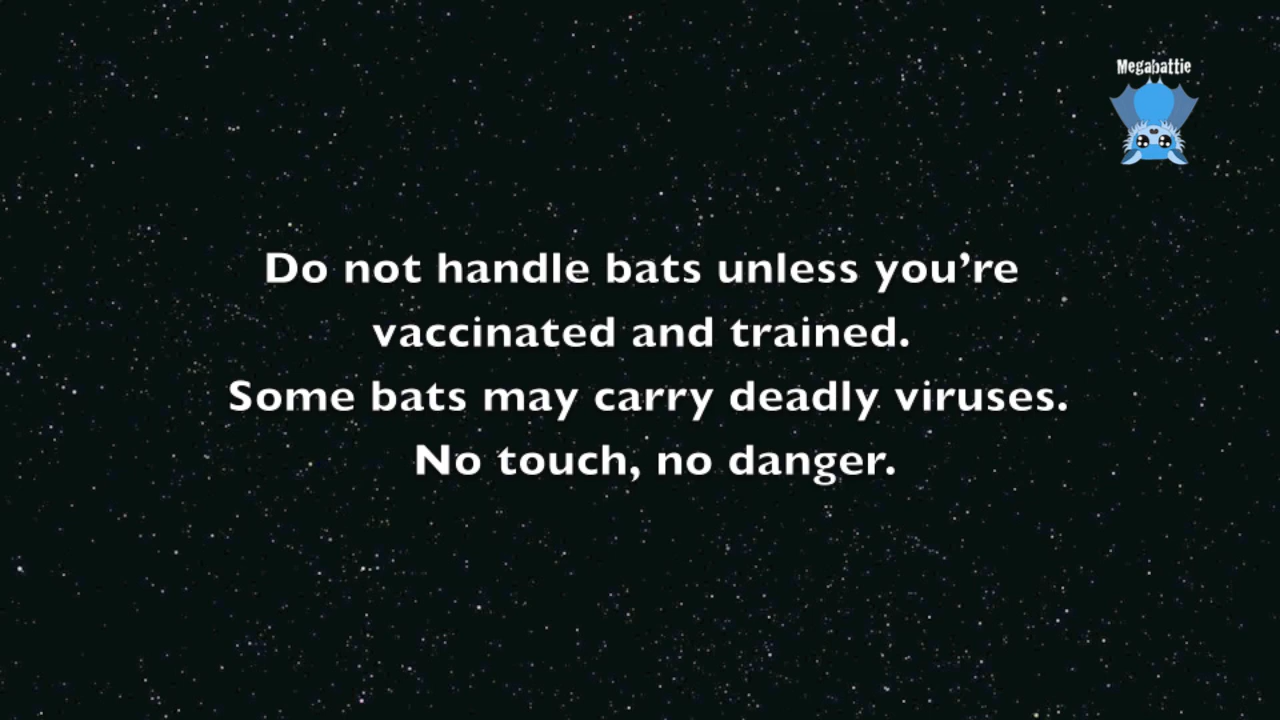 Megabattie
Do not handle bats unless you’re
vaccinated and trained.
Some bats may carry deadly viruses.
No touch, no danger.